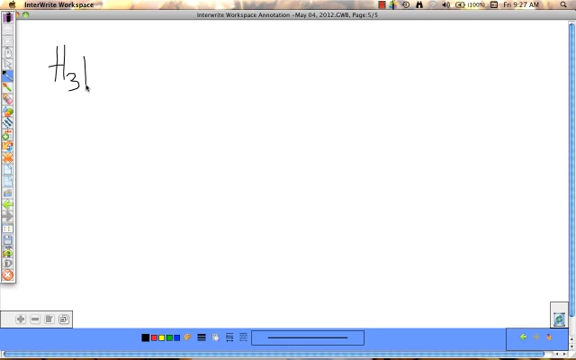 InterWrite Workspace
(100%)
Fri 9:27 AM
InterWrite Workspace Annotation -May 04, 2012.GWB, Page:5/5
H₃